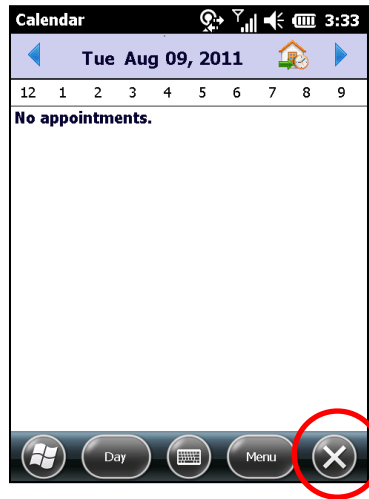 Calendar 3:33
Tue Aug 09, 2011
12 1 2 3 4 5 6 7 8 9
No appointments.
Day Menu